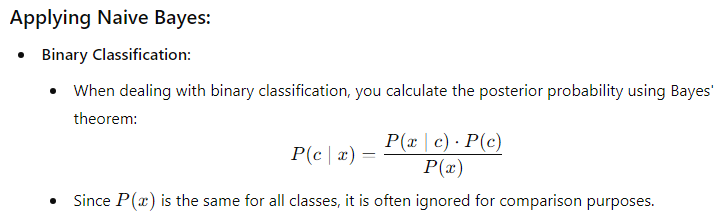 Applying Naive Bayes:
• Binary Classification:
• When dealing with binary classification, you calculate the posterior probability using Bayes'
theorem:
P(c | x) = P(x | c) · P(c) / P(x)
• Since P(x) is the same for all classes, it is often ignored for comparison purposes.